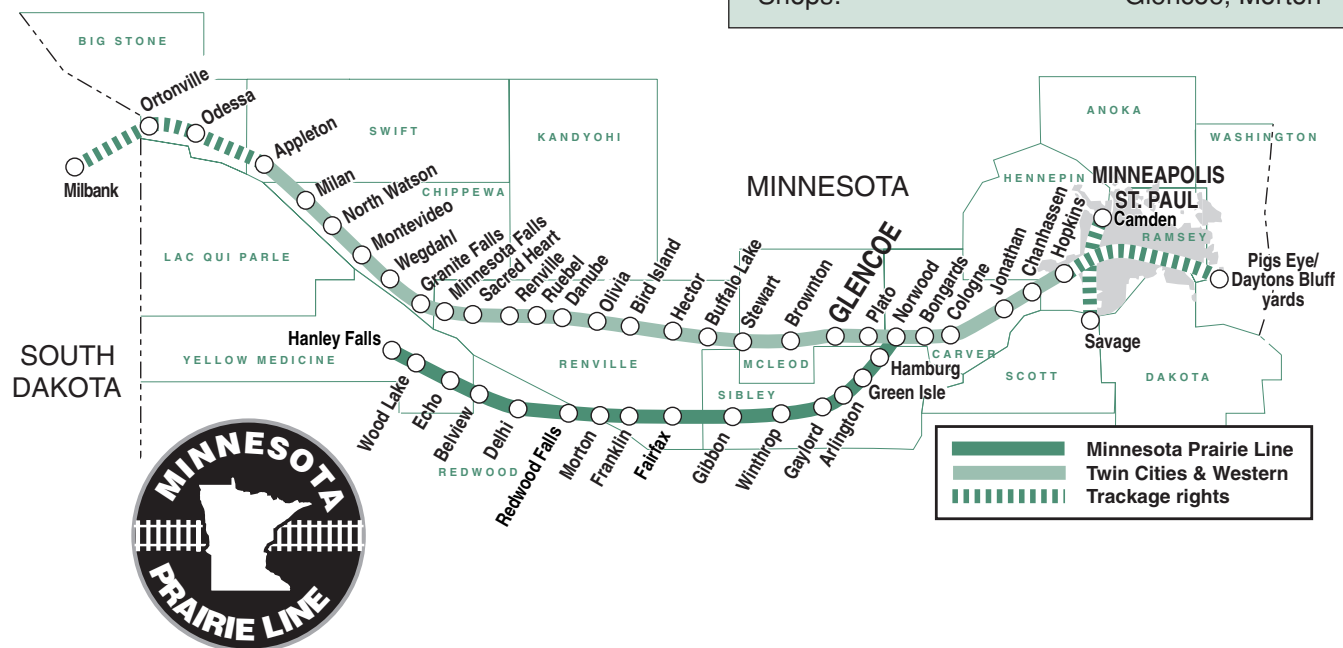 Shops: Glencoe, Morton
BIG STONE
Ortonville
Odessa
Appleton
SWIFT
KANDYOHI
ANOKA
WASHINGTON
Milbank
Milan
CHIPPEWA
North Watson
Montevideo
Wegdahl
LAC QUI PARLE
Granite Falls
Minnesota Falls
Sacred Heart
Renville
Ruebel
Danube
Olivia
Bird Island
Hector
Buffalo Lake
Stewart
Brownton
GLENCOE
Plato
Norwood
Bongards
Cologne
Jonathan
Chanhassen
Hopkins
MINNESOTA
HENNEPIN
MINNEAPOLIS
ST. PAUL
Camden
RAMSEY
Pigs Eye/
Daytons Bluff
yards
Savage
SOUTH
DAKOTA
YELLOW MEDICINE
Hanley Falls
Wood Lake
Echo
Belview
Delhi
Redwood Falls
Morton
Franklin
Fairfax
Gibbon
Winthrop
Gaylord
Arlington
Green Isle
Hamburg
RENVILLE
MCLEOD
SIBLEY
CARVER
SCOTT
DAKOTA
REDWOOD
Minnesota Prairie Line
Twin Cities & Western
Trackage rights
MINNESOTA
PRAIRIE LINE